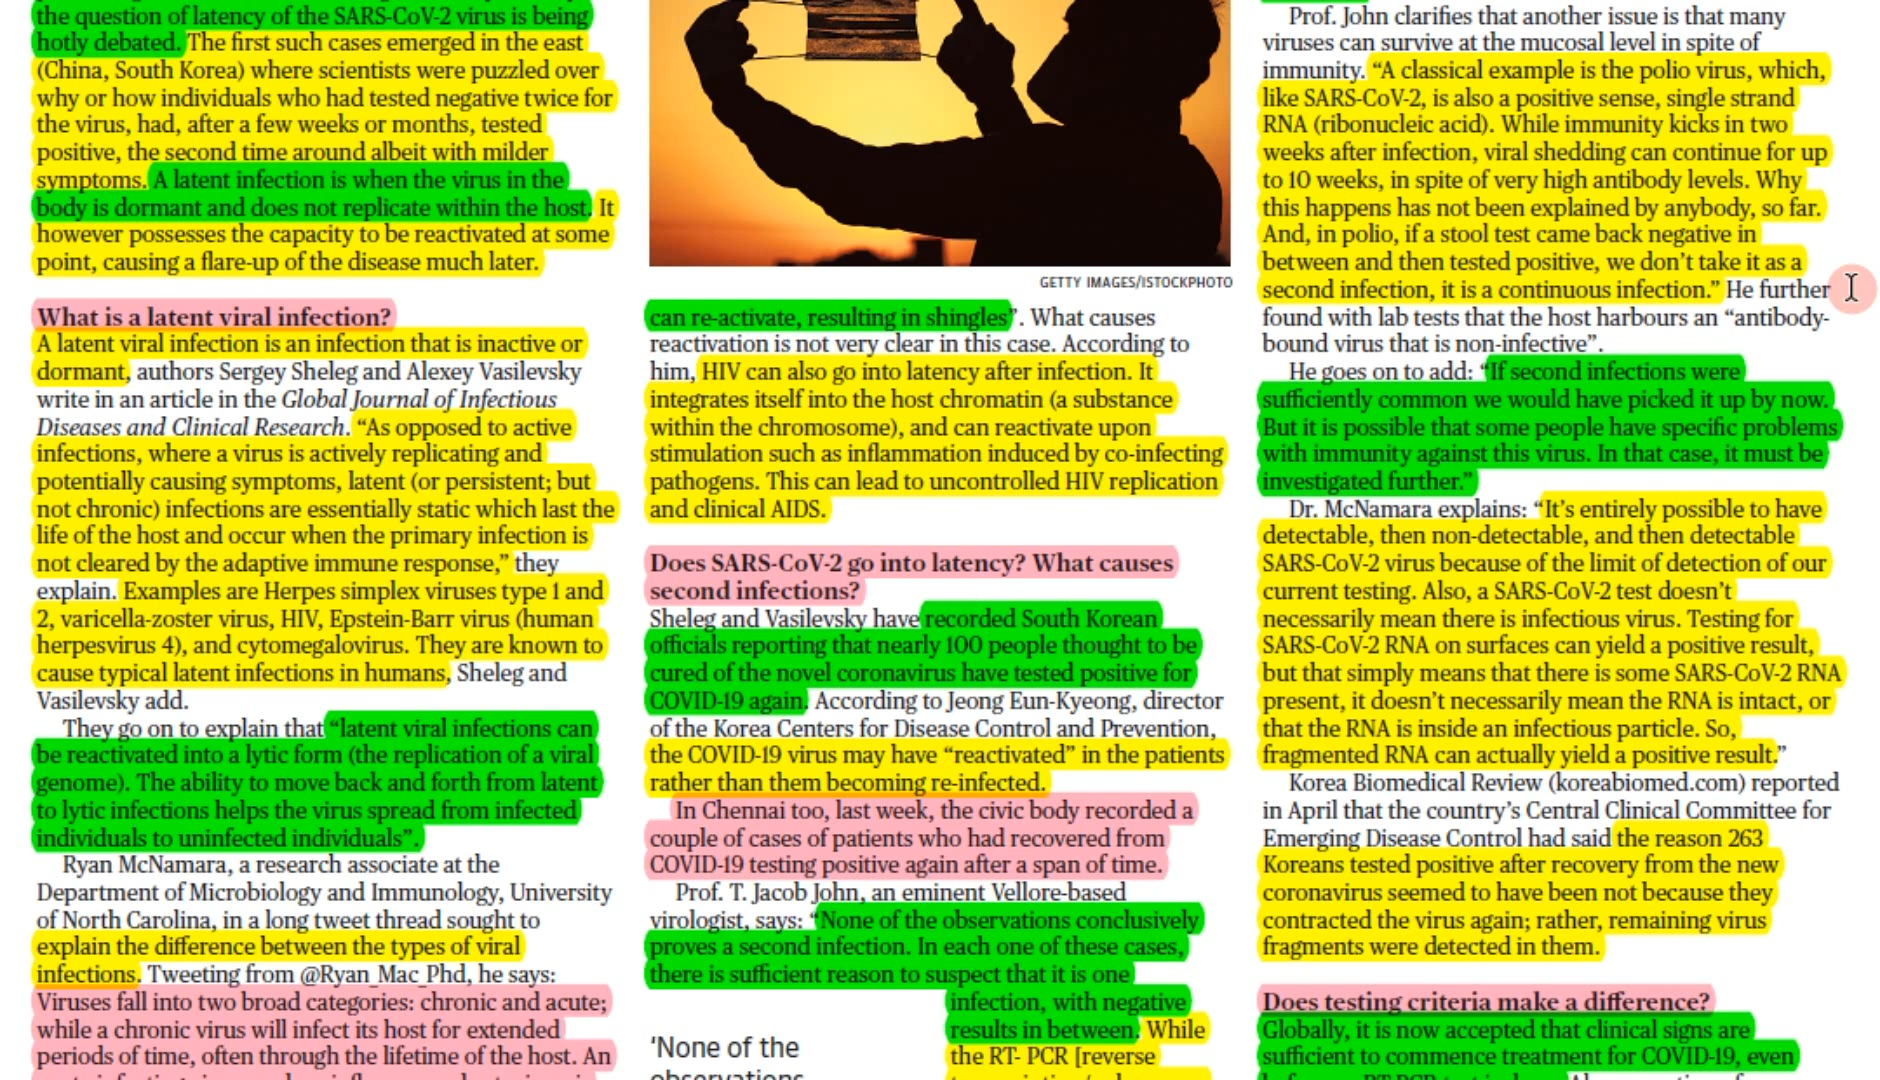 the question of latency of the SARS-CoV-2 virus is being
hotly debated. The first such cases emerged in the east
(China, South Korea) where scientists were puzzled over
why or how individuals who had tested negative twice for
the virus, had, after a few weeks or months, tested
positive, the second time around albeit with milder
symptoms. A latent infection is when the virus in the
body is dormant and does not replicate within the host. It
however possesses the capacity to be reactivated at some
point, causing a flare-up of the disease much later.
What is a latent viral infection?
A latent viral infection is an infection that is inactive or
dormant, authors Sergey Sheleg and Alexey Vasilevsky
write in an article in the Global Journal of Infectious
Diseases and Clinical Research. “As opposed to active
infections, where a virus is actively replicating and
potentially causing symptoms, latent (or persistent; but
not chronic) infections are essentially static which last the
life of the host and occur when the primary infection is
not cleared by the adaptive immune response,” they
explain. Examples are Herpes simplex viruses type 1 and
2, varicella-zoster virus, HIV, Epstein-Barr virus (human
herpesvirus 4), and cytomegalovirus. They are known to
cause typical latent infections in humans, Sheleg and
Vasilevsky add.
They go on to explain that “latent viral infections can
be reactivated into a lytic form (the replication of a viral
genome). The ability to move back and forth from latent
to lytic infections helps the virus spread from infected
individuals to uninfected individuals”.
Ryan McNamara, a research associate at the
Department of Microbiology and Immunology, University
of North Carolina, in a long tweet thread sought to
explain the difference between the types of viral
infections. Tweeting from @Ryan_Mac_Phd, he says:
Viruses fall into two broad categories: chronic and acute;
while a chronic virus will infect its host for extended
periods of time, often through the lifetime of the host. An
GETTY IMAGES/ISTOCKPHOTO
can re-activate, resulting in shingles”. What causes
reactivation is not very clear in this case. According to
him, HIV can also go into latency after infection. It
integrates itself into the host chromatin (a substance
within the chromosome), and can reactivate upon
stimulation such as inflammation induced by co-infecting
pathogens. This can lead to uncontrolled HIV replication
and clinical AIDS.
Does SARS-CoV-2 go into latency? What causes
second infections?
Sheleg and Vasilevsky have recorded South Korean
officials reporting that nearly 100 people thought to be
cured of the novel coronavirus have tested positive for
COVID-19 again. According to Jeong Eun-Kyeong, director
of the Korea Centers for Disease Control and Prevention,
the COVID-19 virus may have “reactivated” in the patients
rather than them becoming re-infected.
In Chennai too, last week, the civic body recorded a
couple of cases of patients who had recovered from
COVID-19 testing positive again after a span of time.
Prof. T. Jacob John, an eminent Vellore-based
virologist, says: “None of the observations conclusively
proves a second infection. In each one of these cases,
there is sufficient reason to suspect that it is one
infection, with negative
results in between. While
the RT- PCR [reverse
‘None of the
observations
Prof. John clarifies that another issue is that many
viruses can survive at the mucosal level in spite of
immunity. “A classical example is the polio virus, which,
like SARS-CoV-2, is also a positive sense, single strand
RNA (ribonucleic acid). While immunity kicks in two
weeks after infection, viral shedding can continue for up
to 10 weeks, in spite of very high antibody levels. Why
this happens has not been explained by anybody, so far.
And, in polio, if a stool test came back negative in
between and then tested positive, we don’t take it as a
second infection, it is a continuous infection.” He further
found with lab tests that the host harbours an “antibody-
bound virus that is non-infective”.
He goes on to add: “If second infections were
sufficiently common we would have picked it up by now.
But it is possible that some people have specific problems
with immunity against this virus. In that case, it must be
investigated further.”
Dr. McNamara explains: “It’s entirely possible to have
detectable, then non-detectable, and then detectable
SARS-CoV-2 virus because of the limit of detection of our
current testing. Also, a SARS-CoV-2 test doesn’t
necessarily mean there is infectious virus. Testing for
SARS-CoV-2 RNA on surfaces can yield a positive result,
but that simply means that there is some SARS-CoV-2 RNA
present, it doesn’t necessarily mean the RNA is intact, or
that the RNA is inside an infectious particle. So,
fragmented RNA can actually yield a positive result.”
Korea Biomedical Review (koreabiomed.com) reported
in April that the country’s Central Clinical Committee for
Emerging Disease Control had said the reason 263
Koreans tested positive after recovery from the new
coronavirus seemed to have been not because they
contracted the virus again; rather, remaining virus
fragments were detected in them.
Does testing criteria make a difference?
Globally, it is now accepted that clinical signs are
sufficient to commence treatment for COVID-19, even